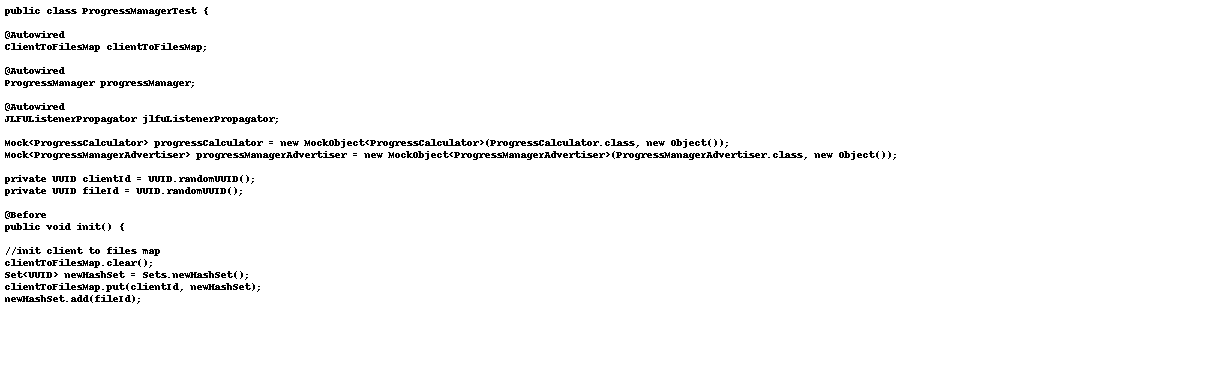 public class ProgressManagerTest {
@Autowired
ClientToFilesMap clientToFilesMap;
@Autowired
ProgressManager progressManager;
@Autowired
JLFUListenerPropagator jlfuListenerPropagator;
Mock<ProgressCalculator> progressCalculator = new MockObject<ProgressCalculator>(ProgressCalculator.class, new Object());
Mock<ProgressManagerAdvertiser> progressManagerAdvertiser = new MockObject<ProgressManagerAdvertiser>(ProgressManagerAdvertiser.class, new Object());
private UUID clientId = UUID.randomUUID();
private UUID fileId = UUID.randomUUID();
@Before
public void init() {
//init client to files map
clientToFilesMap.clear();
Set<UUID> newHashSet = Sets.newHashSet();
clientToFilesMap.put(clientId, newHashSet);
newHashSet.add(fileId);